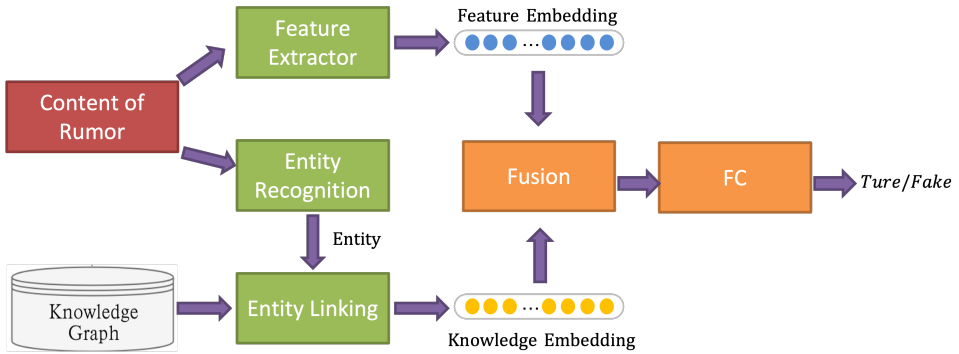 Feature Embedding
Feature
Extractor
...
Content of
Rumor
Entity
Recognition
Fusion
FC
Ture/Fake
Entity
Knowledge
Graph
Entity Linking
...
Knowledge Embedding